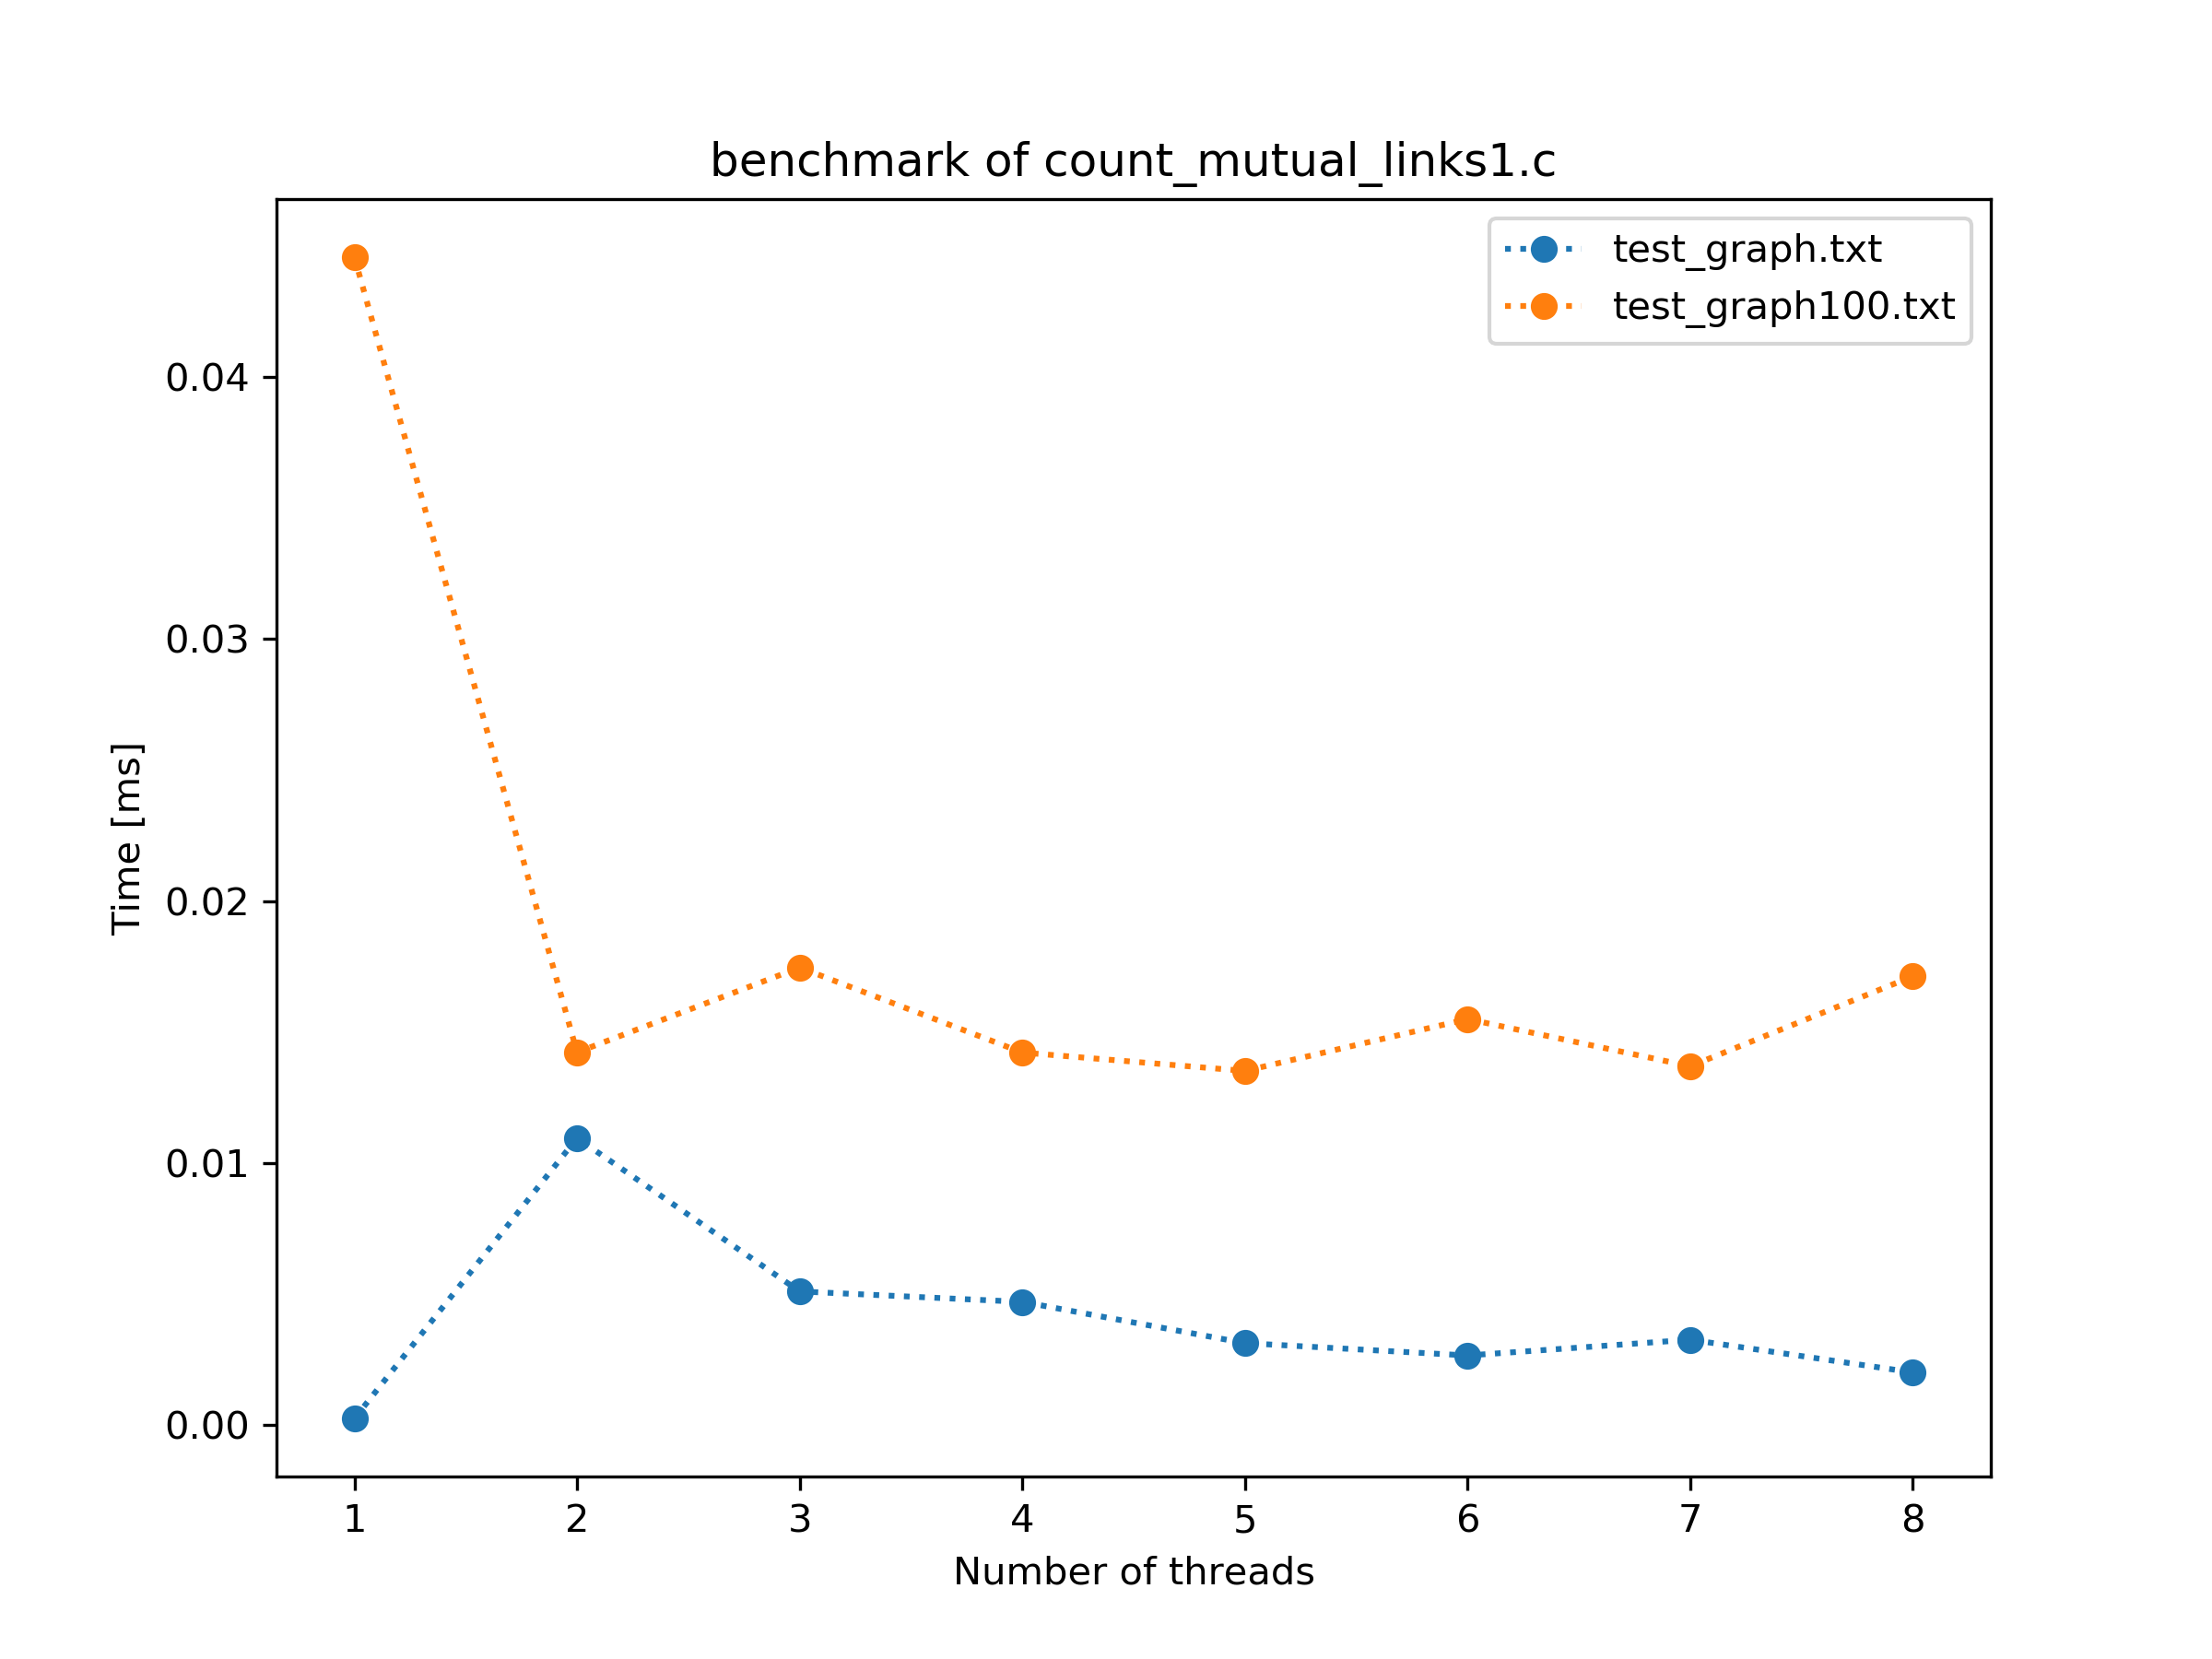 benchmark of count_mutual_links1.c
test_graph.txt
test_graph100.txt
0.04
0.03
0.02
0.01
0.00
Time [ms]
1 2 3 4 5 6 7 8
Number of threads